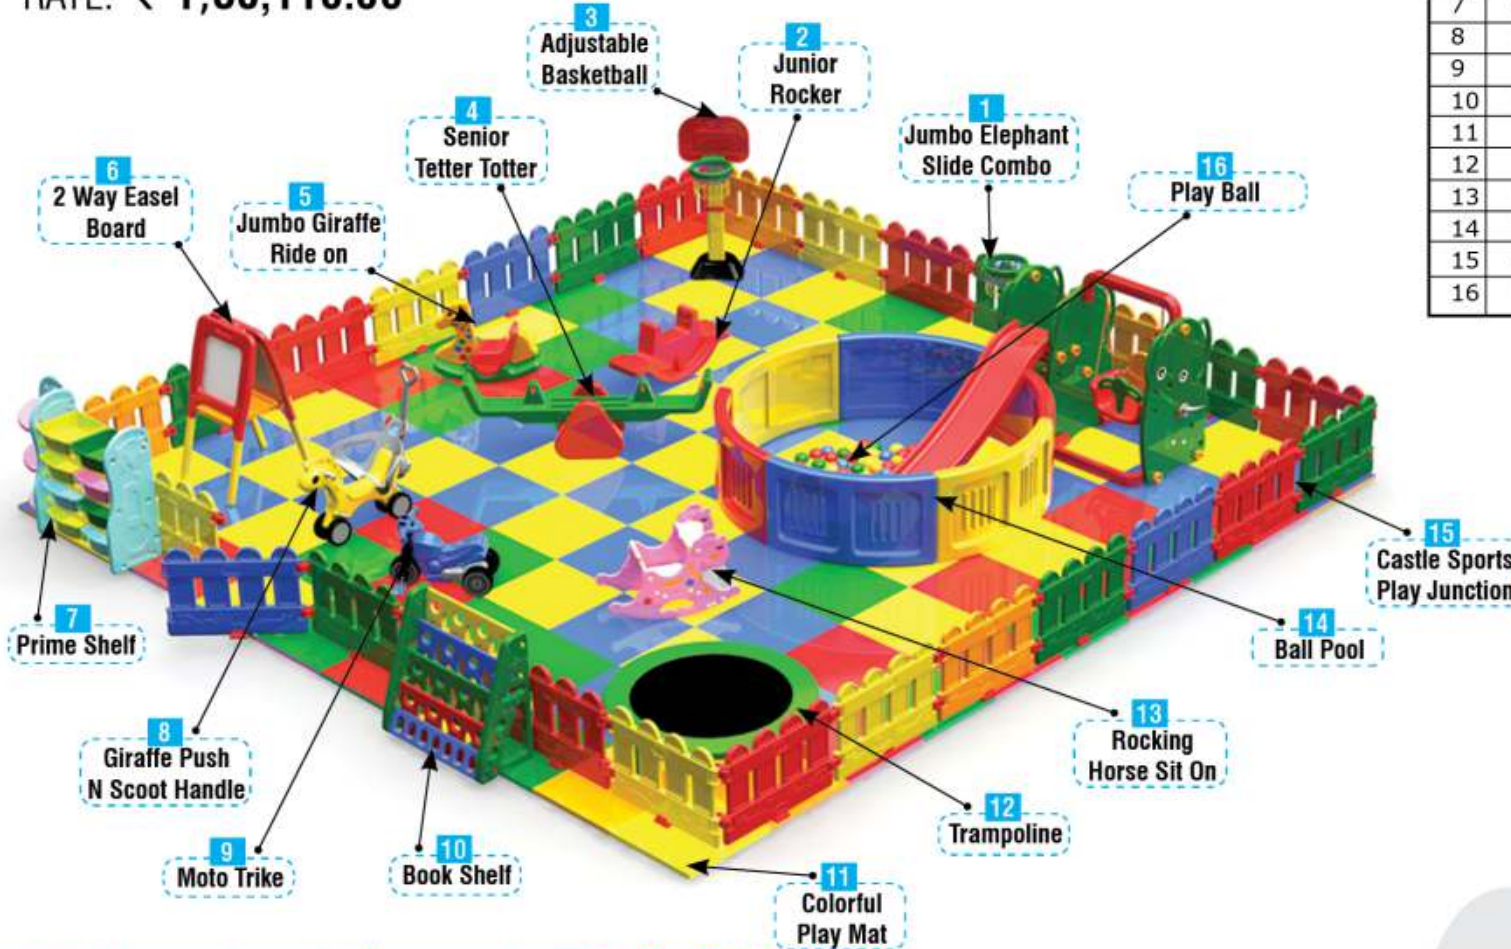 RATE: ₹
3
Adjustable
Basketball
2
Junior
Rocker
4
Senior
Tetter Totter
1
Jumbo Elephant
Slide Combo
16
Play Ball
6
2 Way Easel
Board
5
Jumbo Giraffe
Ride on
7
Prime Shelf
8
Giraffe Push
N Scoot Handle
9
Moto Trike
10
Book Shelf
11
Colorful
Play Mat
12
Trampoline
13
Rocking
Horse Sit On
14
Ball Pool
15
Castle Sports
Play Junction
7
8
9
10
11
12
13
14
15
16